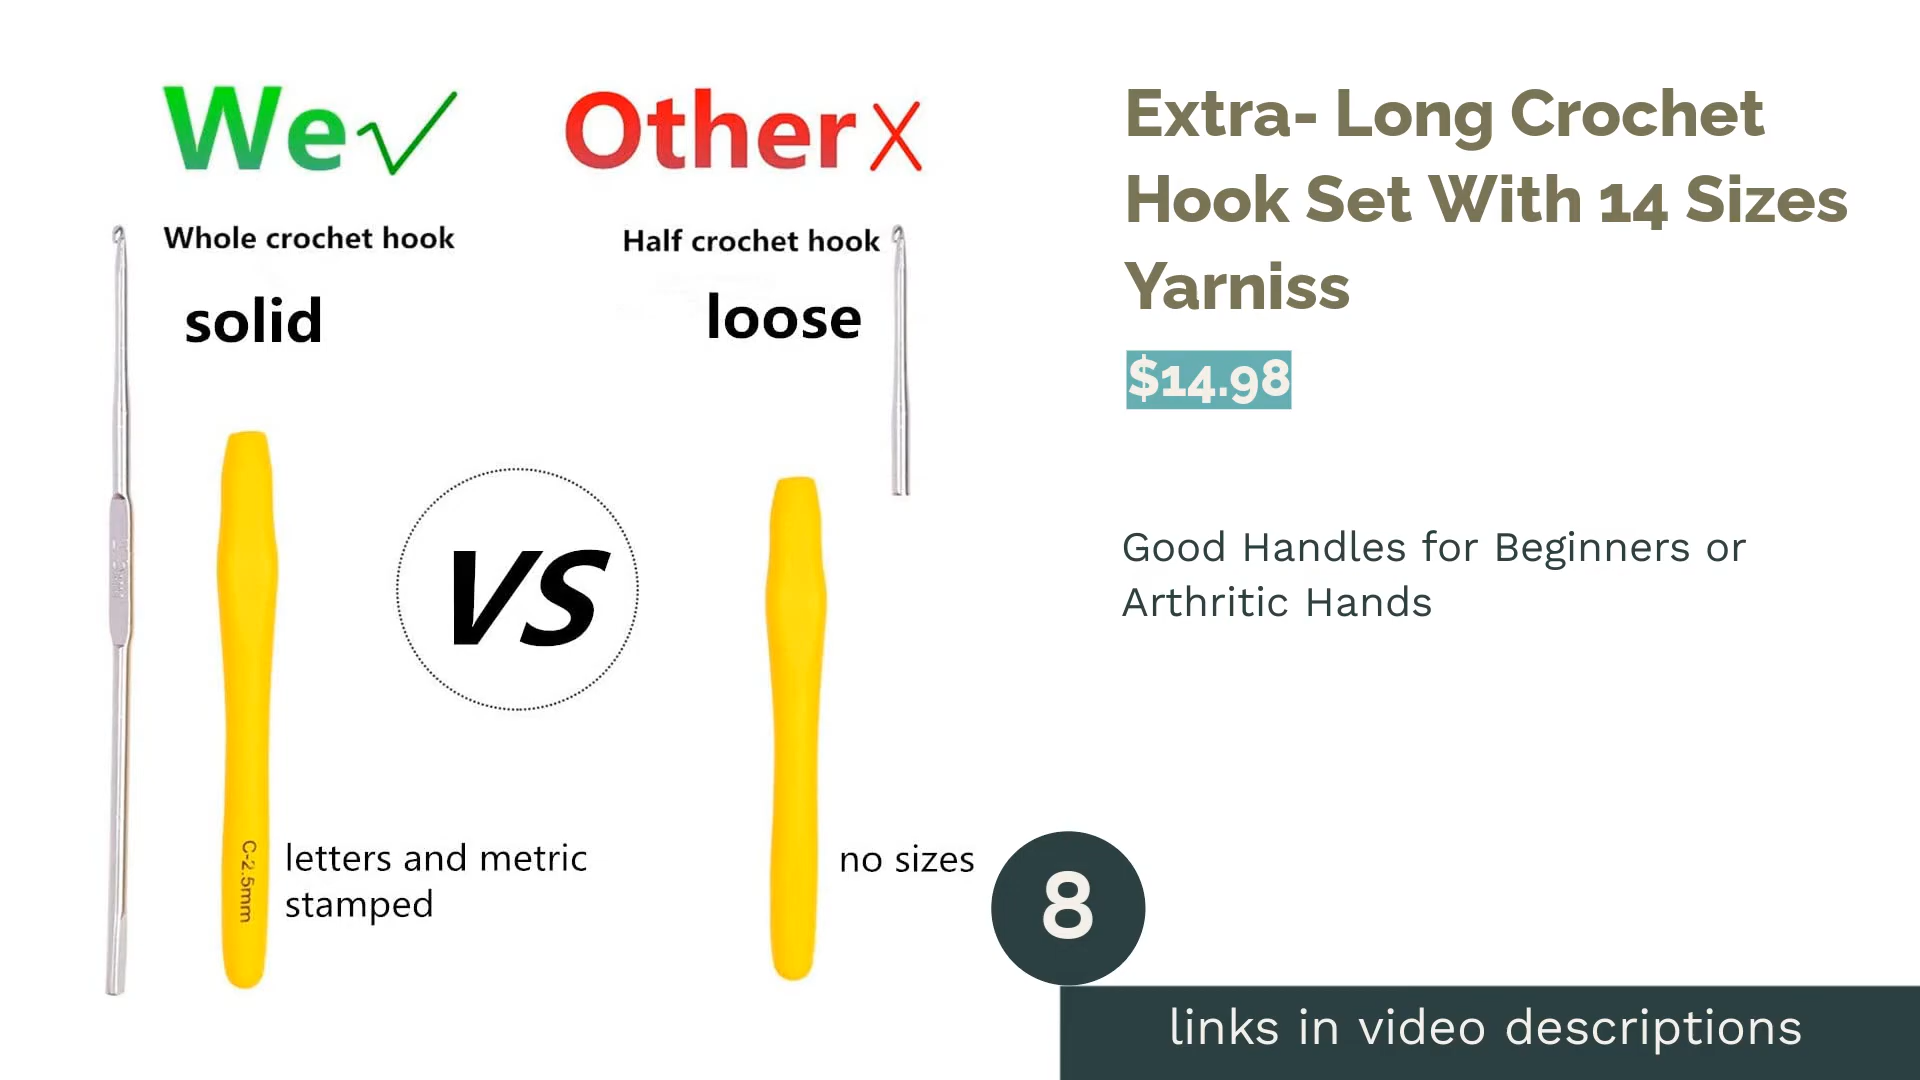 We
Other
Whole crochet hook
Half crochet hook
solid
loose
VS
C-2.5mm
letters and metric
stamped
no sizes
Extra- Long Crochet
Hook Set With 14 Sizes
Yarniss
$14.98
Good Handles for Beginners or
Arthritic Hands
8
links in video descriptions